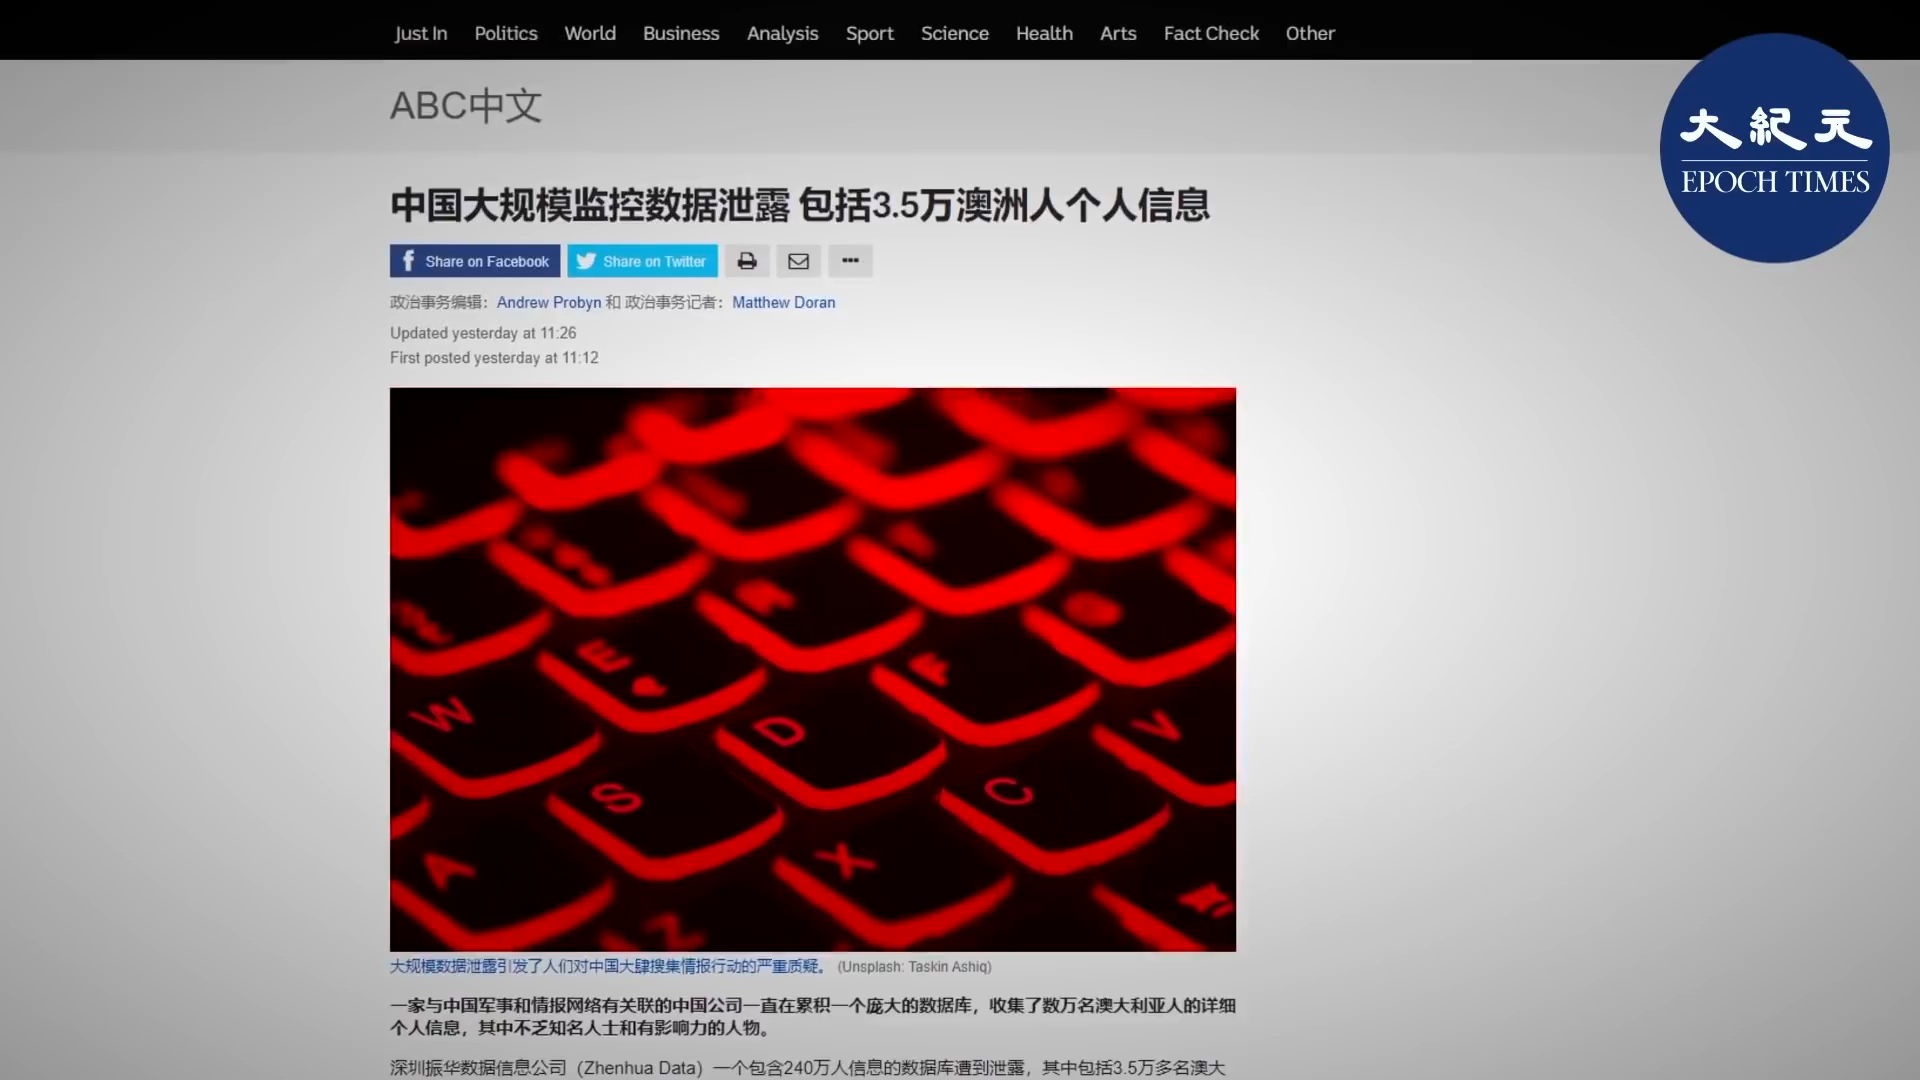 Just In Politics World Business Analysis Sport Science Health Arts Fact Check Other
ABC中文
大紀元
EPOCH TIMES
中国大规模监控数据泄露 包括3.5万澳洲人个人信息
Share on Facebook Share on Twitter
政治事务编辑：Andrew Probyn 和 政治事务记者：Matthew Doran
Updated yesterday at 11:26
First posted yesterday at 11:12
E
R
F
W
D
V
S
C
A
X
Z
大规模数据泄露引发了人们对中国大肆搜集情报行动的严重质疑。 (Unsplash: Taskin Ashiq)
一家与中国军事和情报网络有关联的中国公司一直在累积一个庞大的数据库，收集了数万名澳大利亚人的详细
个人信息，其中不乏知名人士和有影响力的人物。
深圳振华数据信息公司（Zhenhua Data）一个包含240万人信息的数据库遭到泄露，其中包括3.5万多名澳大